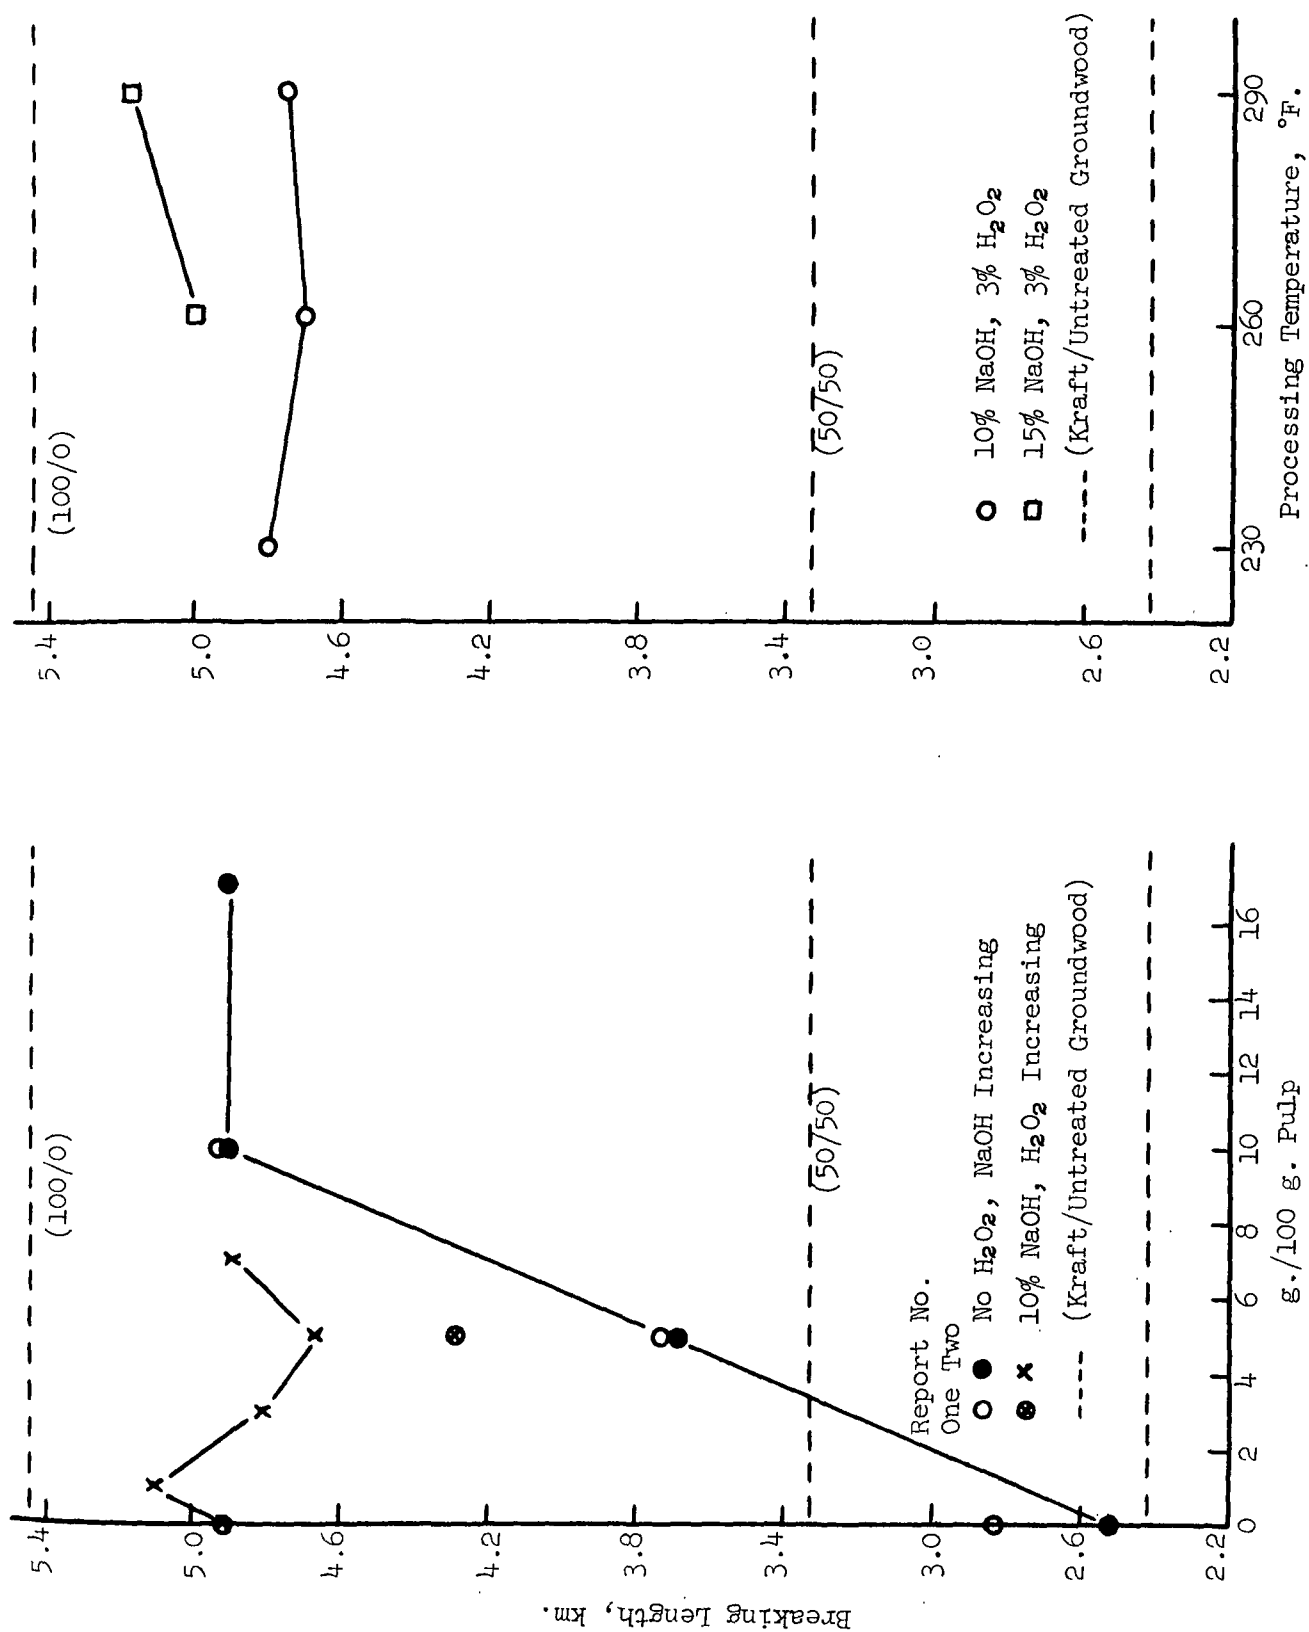 Breaking Length, km.
5.4
5.0
4.6
4.2
3.8
3.4
3.0
2.6
2.2
(100/0)
(50/50)
Report No.
One Two
No H₂O₂, NaOH Increasing
10% NaOH, H₂O₂ Increasing
---- (Kraft/Untreated Groundwood)
0 2 4 6 8 10 12 14 16
g./100 g. Pulp
5.4
5.0
4.6
4.2
3.8
3.4
3.0
2.6
2.2
(100/0)
(50/50)
10% NaOH, 3% H₂O₂
15% NaOH, 3% H₂O₂
---- (Kraft/Untreated Groundwood)
230 260 290
Processing Temperature, °F.